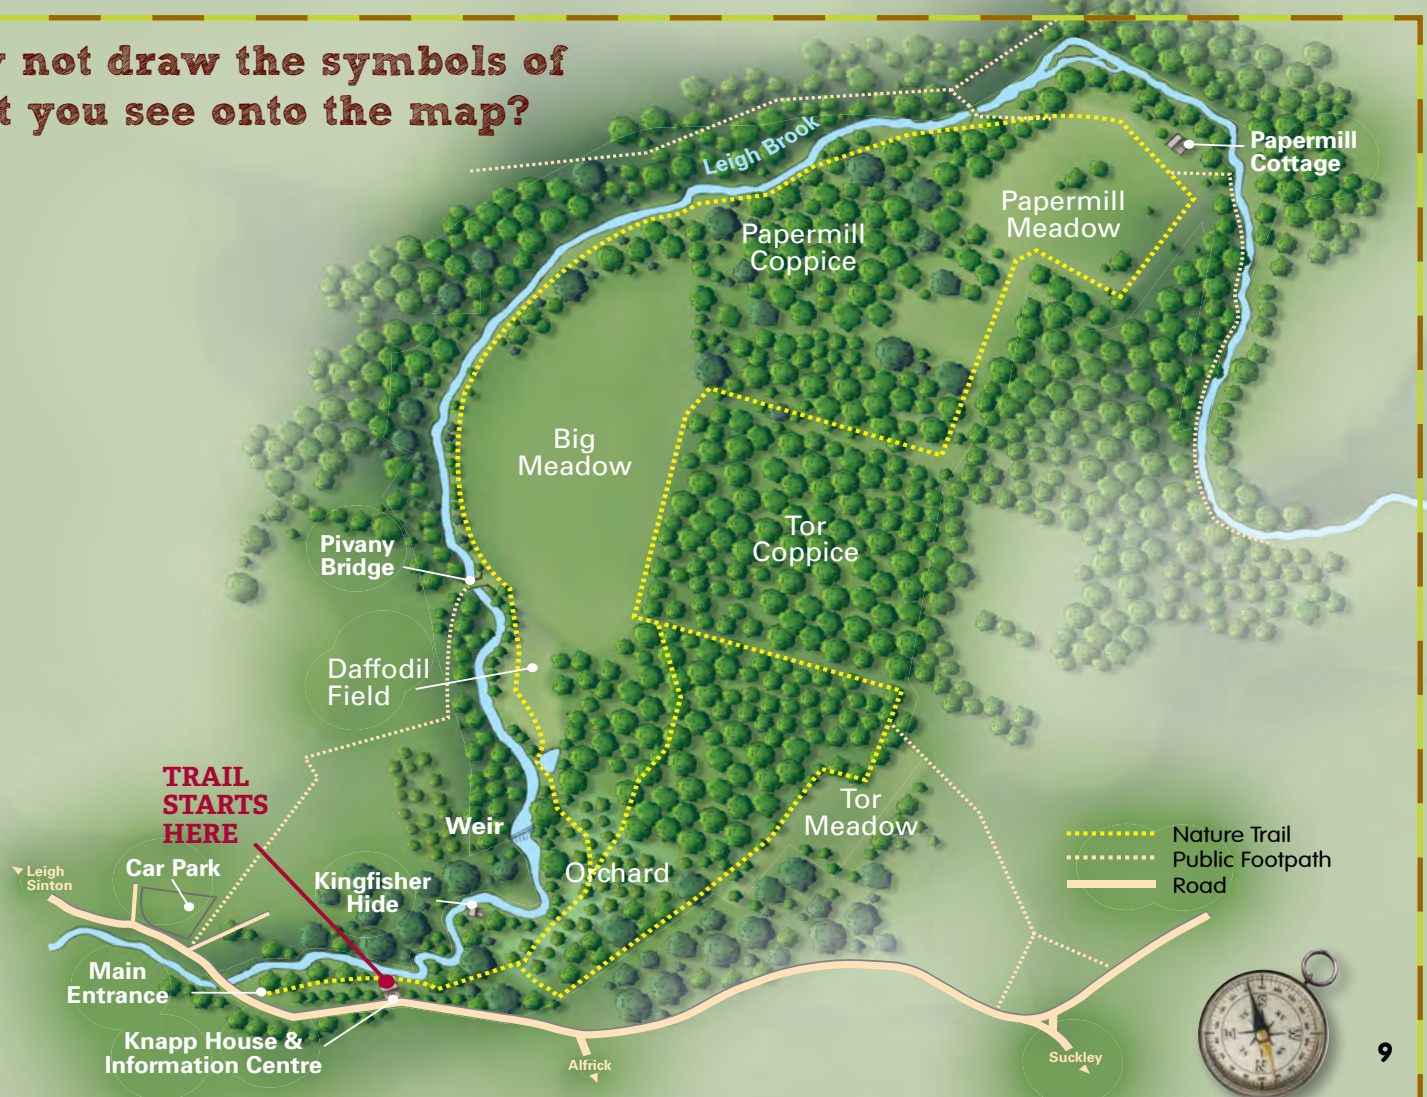 not draw the symbols of
you see onto the map?
Leigh Brook
Papermill
Cottage
Papermill
Meadow
Papermill
Coppice
Big
Meadow
Tor
Coppice
Pivany
Bridge
Daffodil
Field
TRAIL
STARTS
HERE
Weir
Tor
Meadow
Nature Trail
Public Footpath
Road
Leigh
Sinton
Car Park
Kingfisher
Hide
Orchard
Main
Entrance
Knapp House &
Information Centre
Alfrick
Suckley
9